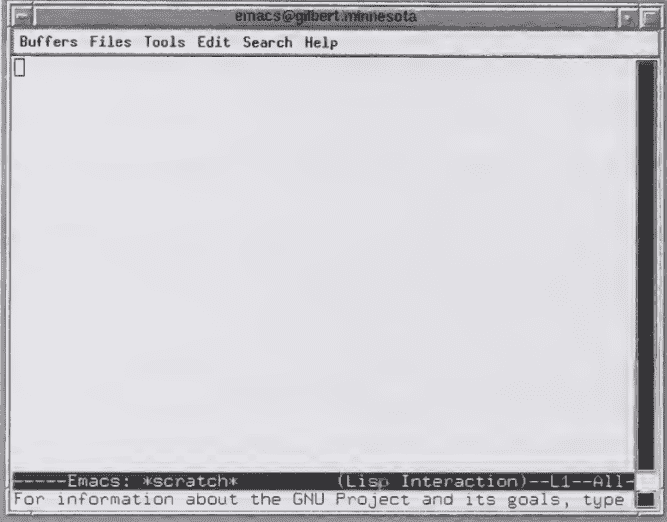 emacs@gilbert.minnesota
Buffers Files Tools Edit Search Help
-----Emacs: *scratch* (Lisp Interaction)--L1--All-
For information about the GNU Project and its goals, type